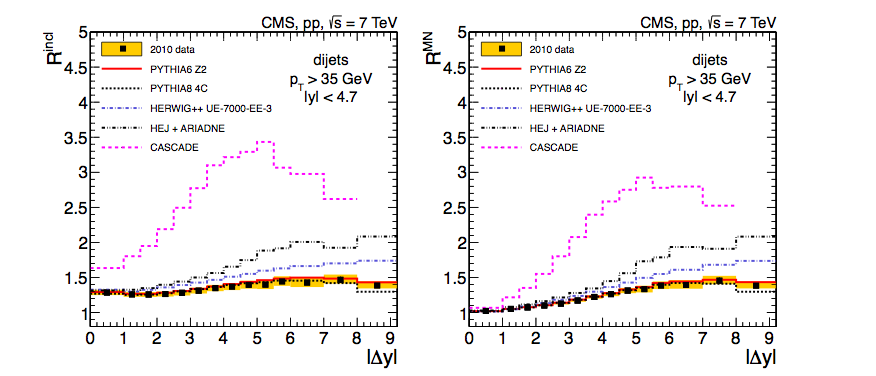 CMS, pp, √s = 7 TeV
R^incl
5
4.5
4
3.5
3
2.5
2
1.5
1
2010 data
PYTHIA6 Z2
PYTHIA8 4C
HERWIG++ UE-7000-EE-3
HEJ + ARIADNE
CASCADE
dijets
p_T > 35 GeV
|y| < 4.7
0 1 2 3 4 5 6 7 8 9
|Δy|
CMS, pp, √s = 7 TeV
R^MN
5
4.5
4
3.5
3
2.5
2
1.5
1
2010 data
PYTHIA6 Z2
PYTHIA8 4C
HERWIG++ UE-7000-EE-3
HEJ + ARIADNE
CASCADE
dijets
p_T > 35 GeV
|y| < 4.7
0 1 2 3 4 5 6 7 8 9
|Δy|